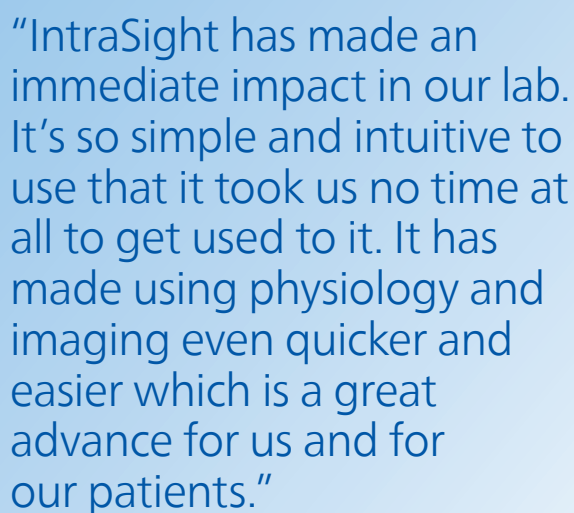 “IntraSight has made an
immediate impact in our lab.
It’s so simple and intuitive to
use that it took us no time at
all to get used to it. It has
made using physiology and
imaging even quicker and
easier which is a great
advance for us and for
our patients.”